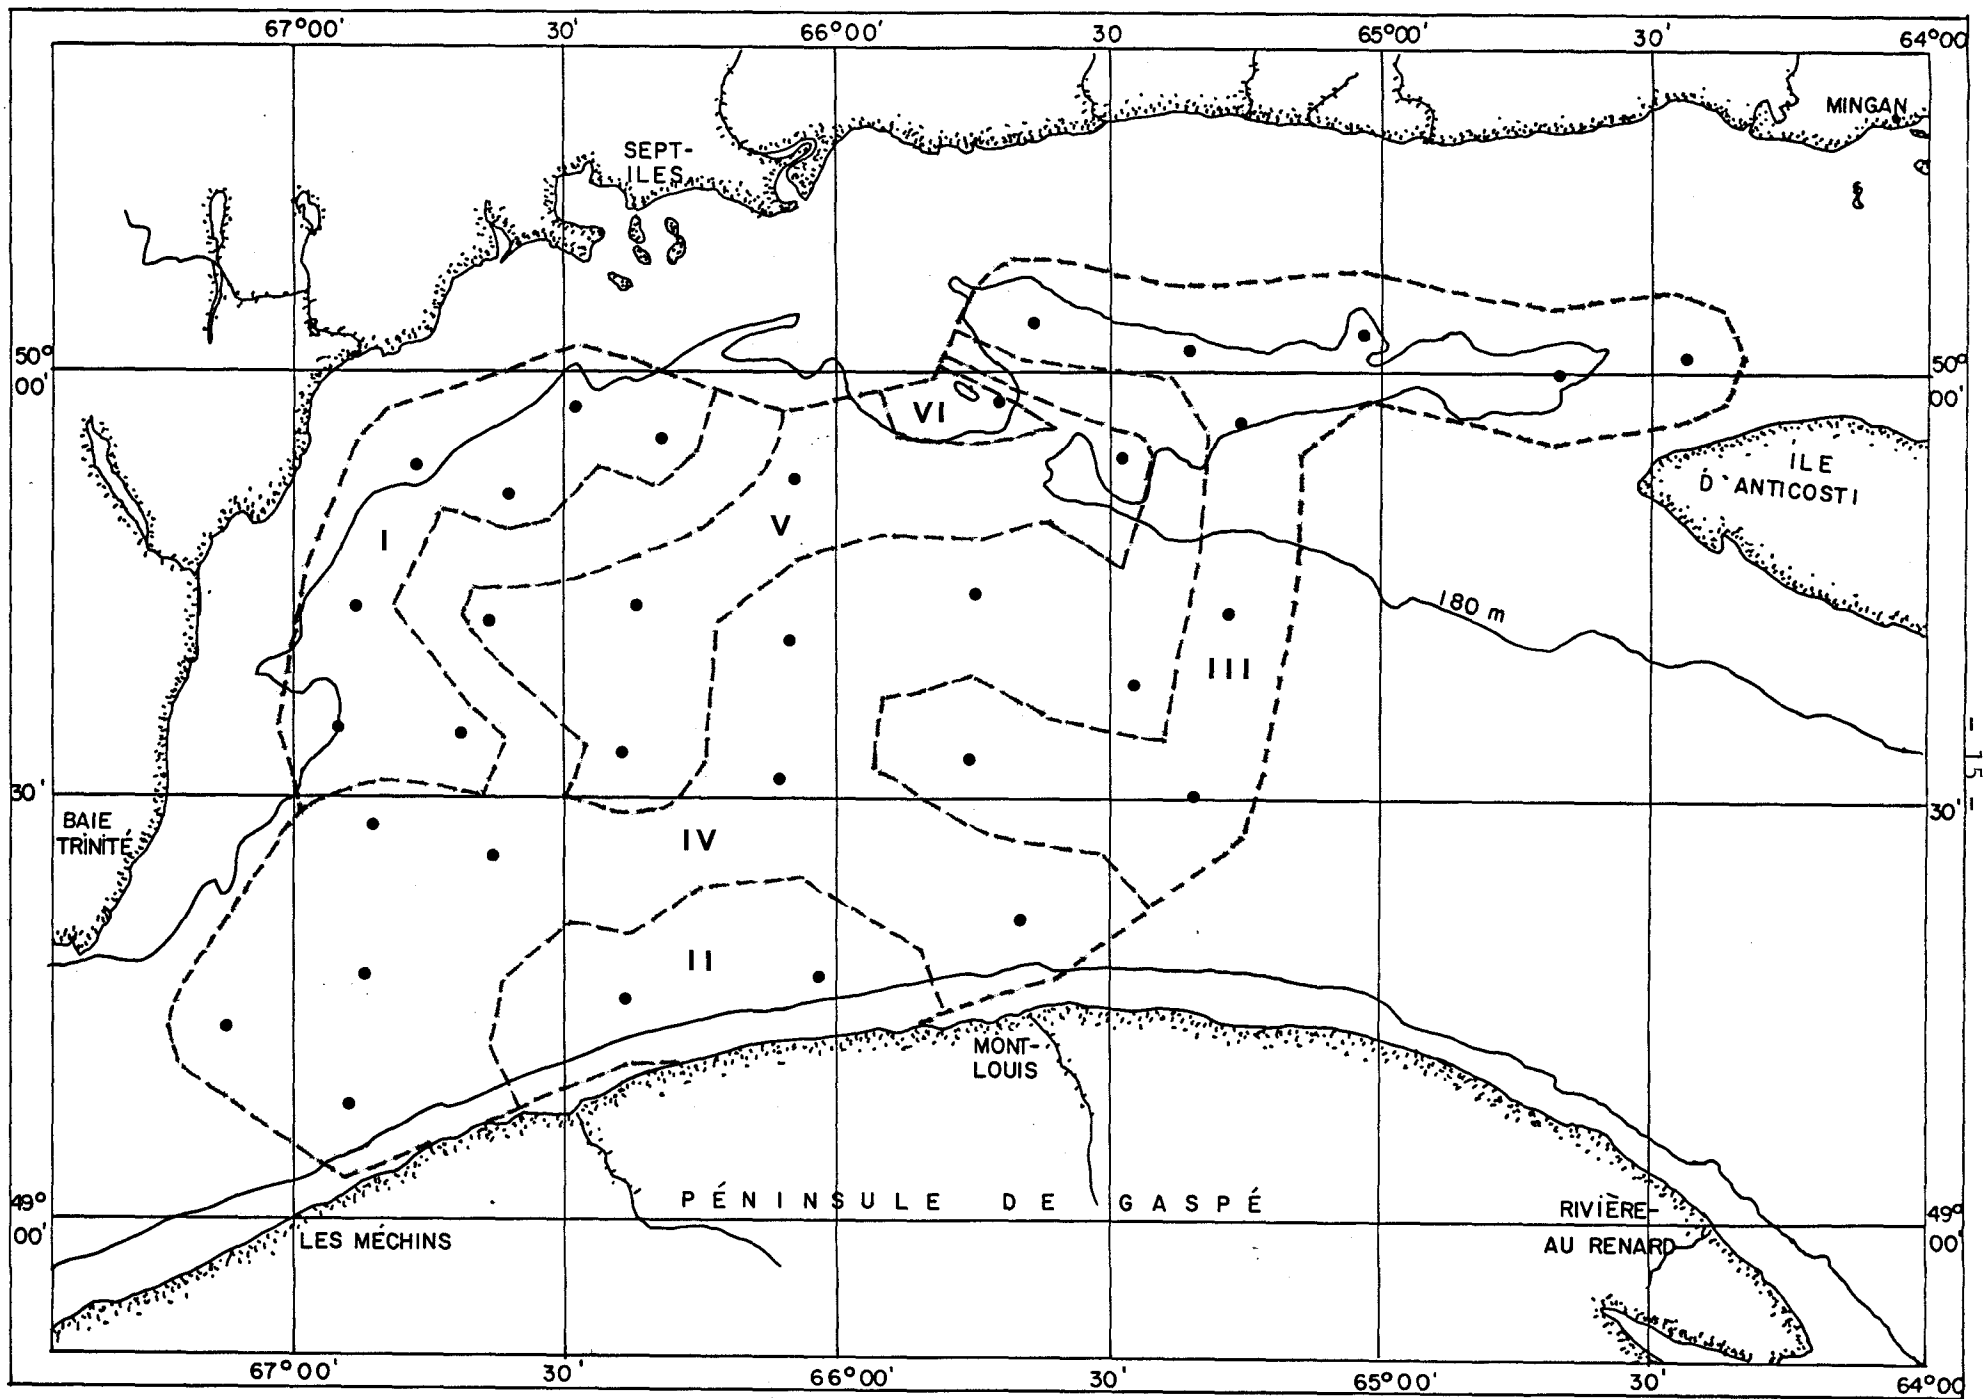 67°00' 30' 66°00' 30' 65°00' 30' 64°00'
MINGAN
SEPT-
ILES
50° 50°
00' 00'
VI
ILE
D'ANTICOSTI
I
V
180 m
III
- 15 -
30' 30'
BAIE
TRINITÉ
IV
II
MONT-
LOUIS
PÉNINSULE DE GASPÉ
49° 49°
00' 00'
RIVIÈRE-
AU RENARD
LES MÉCHINS
67°00' 30' 66°00' 30' 65°00' 30' 64°00'